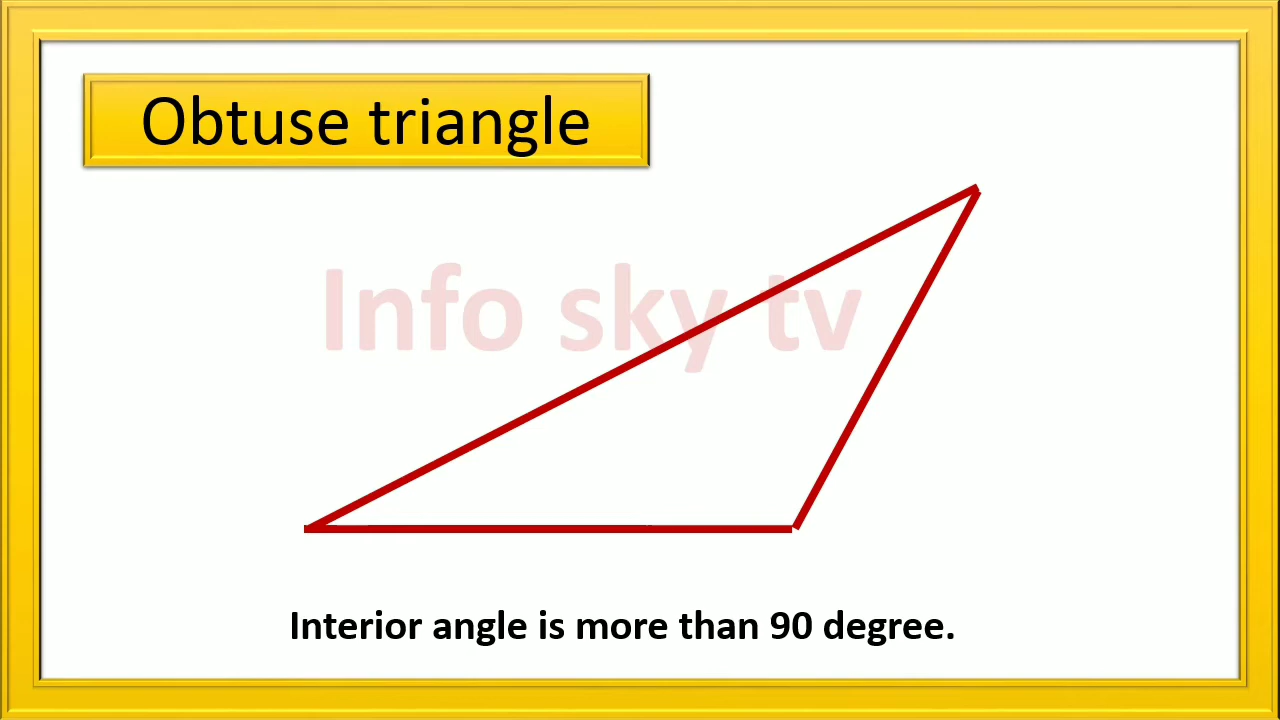 Obtuse triangle
Info sky tv
Interior angle is more than 90 degree.